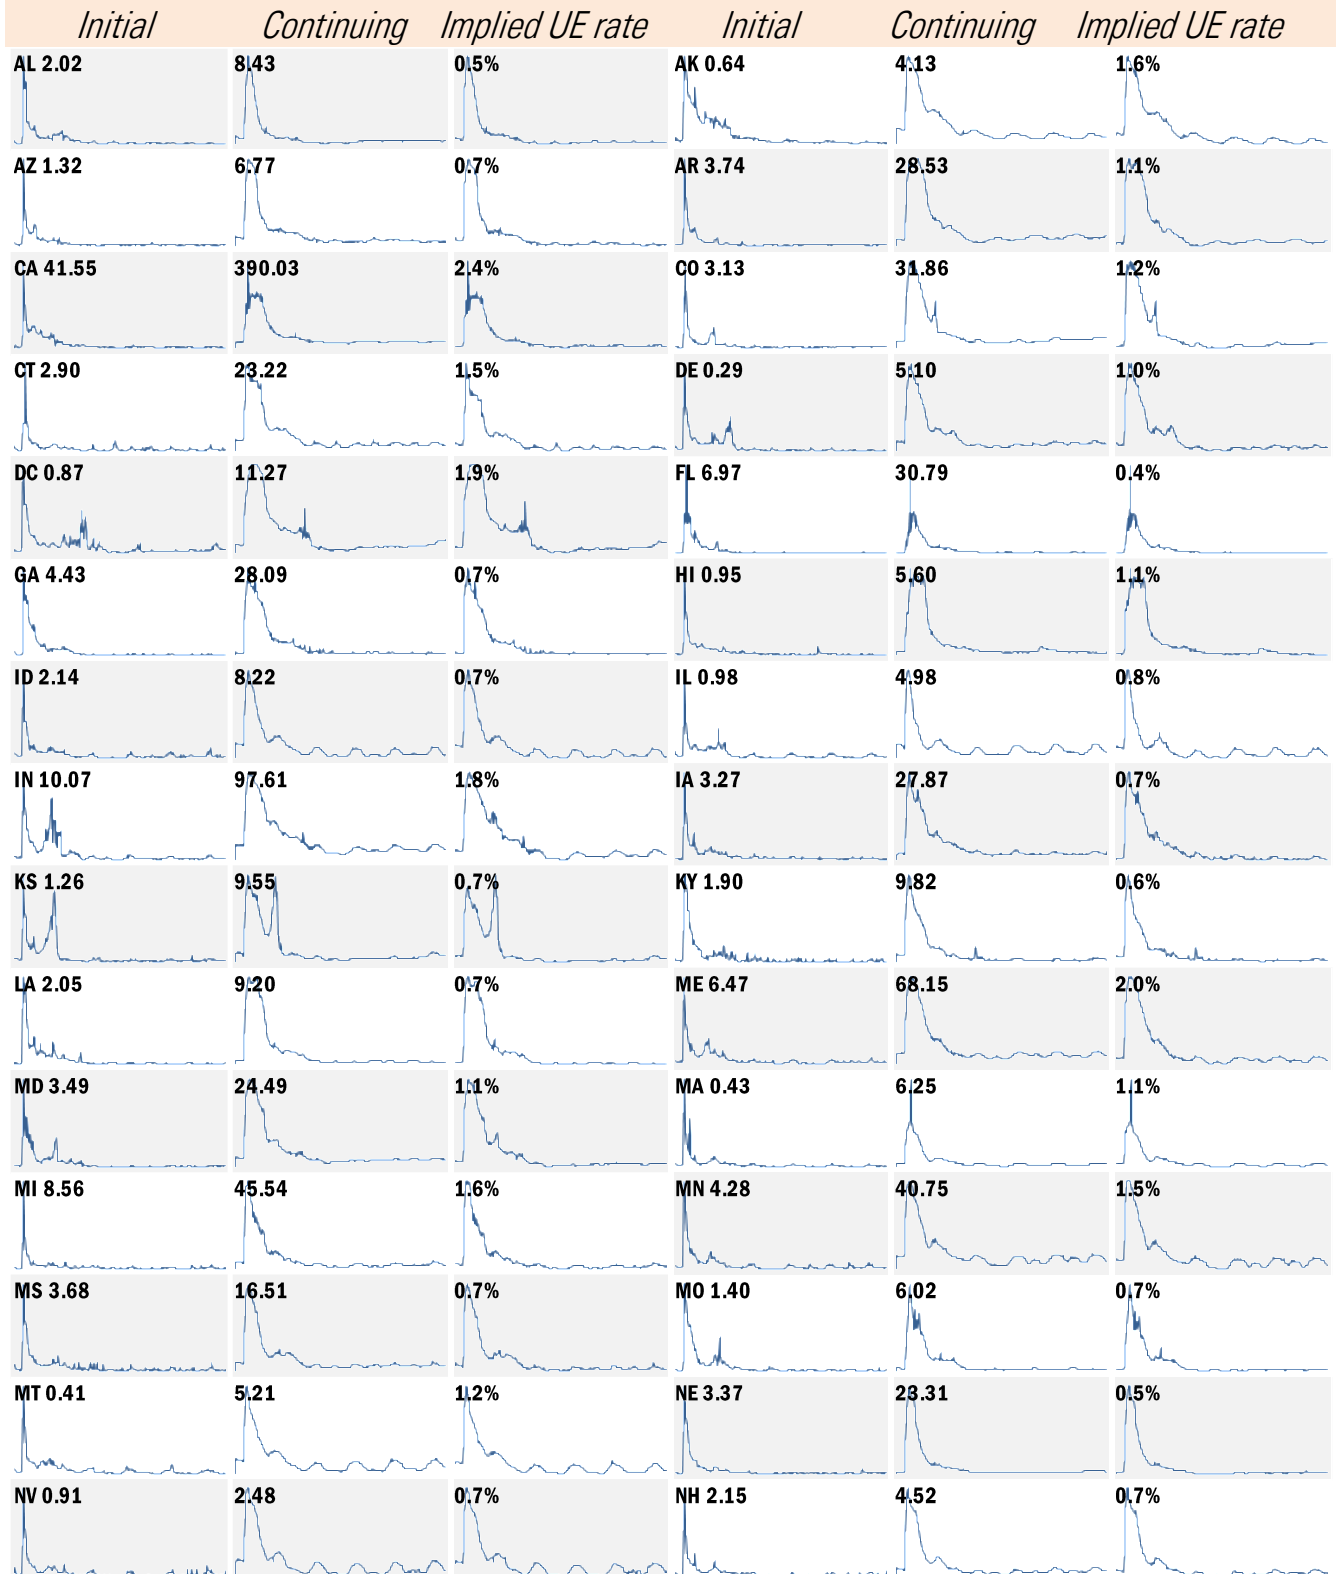 Initial Continuing Implied UE rate Initial Continuing Implied UE rate
AL 2.02 8.43 0.5% AK 0.64 4.13 1.6%
AZ 1.32 6.77 0.7% AR 3.74 28.53 1.1%
CA 41.55 390.03 2.4% CO 3.13 31.86 1.2%
CT 2.90 23.22 1.5% DE 0.29 5.10 1.0%
DC 0.87 11.27 1.9% FL 6.97 30.79 0.4%
GA 4.43 28.09 0.7% HI 0.95 5.60 1.1%
ID 2.14 8.22 0.7% IL 0.98 4.98 0.8%
IN 10.07 97.61 1.8% IA 3.27 27.87 0.7%
KS 1.26 9.55 0.7% KY 1.90 9.82 0.6%
LA 2.05 9.20 0.7% ME 6.47 68.15 2.0%
MD 3.49 24.49 1.1% MA 0.43 6.25 1.1%
MI 8.56 45.54 1.6% MN 4.28 40.75 1.5%
MS 3.68 16.51 0.7% MO 1.40 6.02 0.7%
MT 0.41 5.21 1.2% NE 3.37 23.31 0.5%
NV 0.91 2.48 0.7% NH 2.15 4.52 0.7%